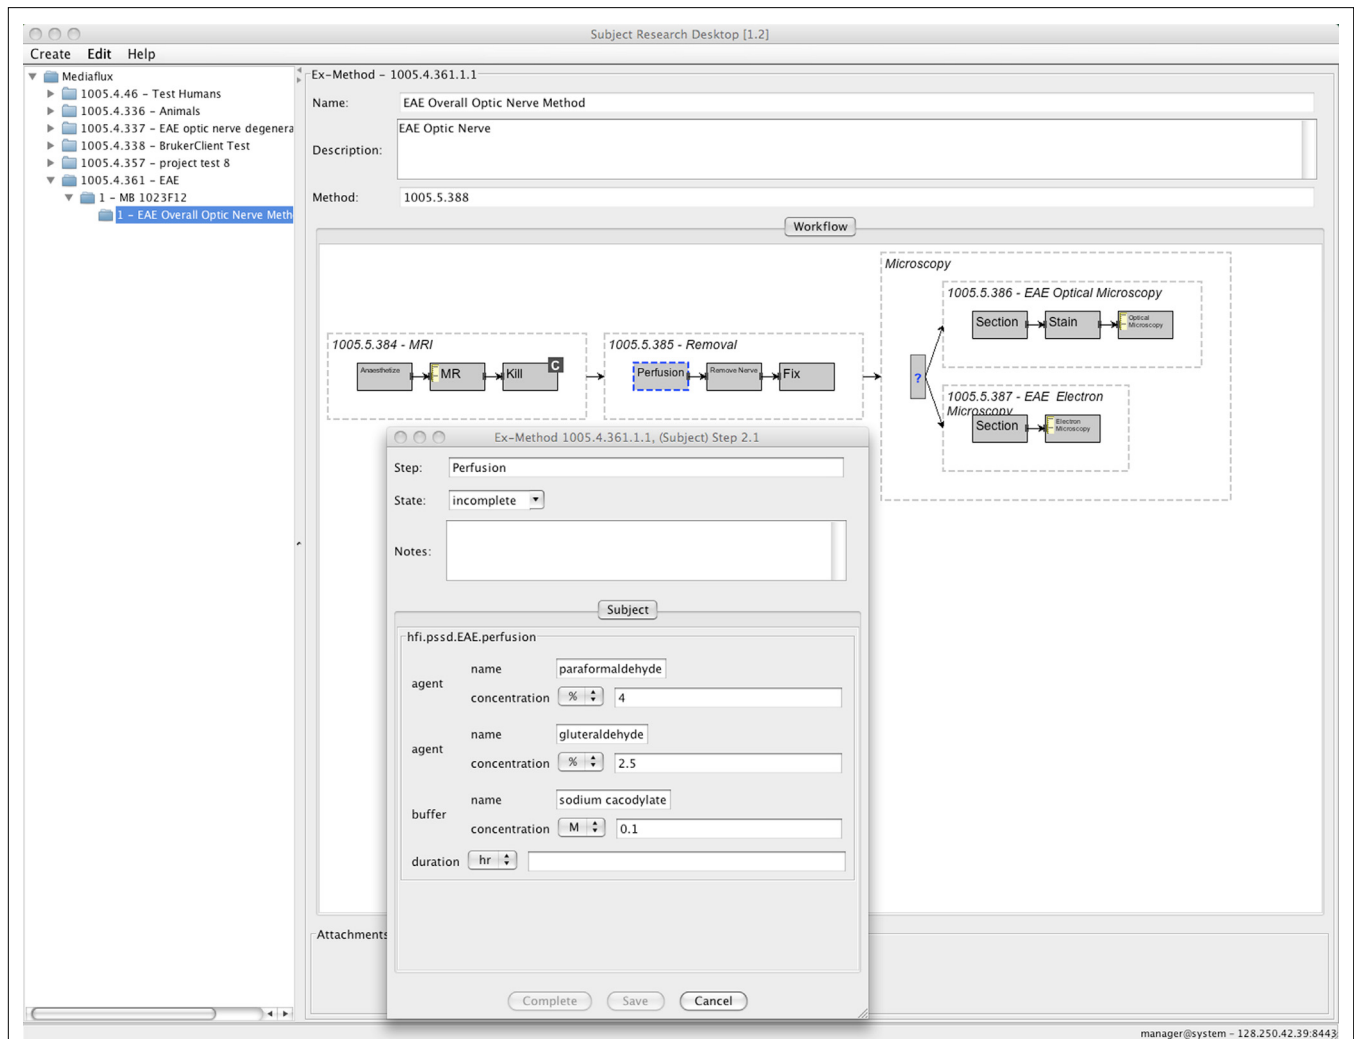 Subject Research Desktop [1.2]
Create Edit Help
Mediaflux
1005.4.46 – Test Humans
1005.4.336 – Animals
1005.4.337 – EAE optic nerve degenera
1005.4.338 – BrukerClient Test
1005.4.357 – project test 8
1005.4.361 – EAE
1 – MB 1023F12
1 – EAE Overall Optic Nerve Meth
Ex-Method – 1005.4.361.1.1
Name: EAE Overall Optic Nerve Method
Description: EAE Optic Nerve
Method: 1005.5.388
Workflow
1005.5.384 - MRI
Anaesthetize
MR
Kill
C
1005.5.385 - Removal
Perfusion
Remove Nerve
Fix
Microscopy
?
1005.5.386 - EAE Optical Microscopy
Section
Stain
Optical
Microscopy
1005.5.387 - EAE Electron
Microscopy
Section
Electron
Microscopy
Ex-Method 1005.4.361.1.1, (Subject) Step 2.1
Step: Perfusion
State: incomplete
Notes:
Subject
hfi.pssd.EAE.perfusion
agent
name paraformaldehyde
concentration % 4
agent
name gluteraldehyde
concentration % 2.5
buffer
name sodium cacodylate
concentration M 0.1
duration hr
Complete Save Cancel
Attachments
manager@system – 128.250.42.39:8443